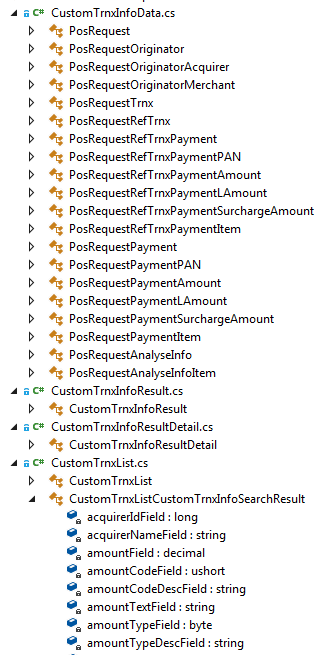 C# CustomTrnxInfoData.cs
PosRequest
PosRequestOriginator
PosRequestOriginatorAcquirer
PosRequestOriginatorMerchant
PosRequestTrnx
PosRequestRefTrnx
PosRequestRefTrnxPayment
PosRequestRefTrnxPaymentPAN
PosRequestRefTrnxPaymentAmount
PosRequestRefTrnxPaymentLAmount
PosRequestRefTrnxPaymentSurchargeAmount
PosRequestRefTrnxPaymentItem
PosRequestPayment
PosRequestPaymentPAN
PosRequestPaymentAmount
PosRequestPaymentLAmount
PosRequestPaymentSurchargeAmount
PosRequestPaymentItem
PosRequestAnalyseInfo
PosRequestAnalyseInfoItem
C# CustomTrnxInfoResult.cs
CustomTrnxInfoResult
C# CustomTrnxInfoResultDetail.cs
CustomTrnxInfoResultDetail
C# CustomTrnxList.cs
CustomTrnxList
CustomTrnxListCustomTrnxInfoSearchResult
acquirerIdField : long
acquirerNameField : string
amountField : decimal
amountCodeField : ushort
amountCodeDescField : string
amountTextField : string
amountTypeField : byte
amountTypeDescField : string